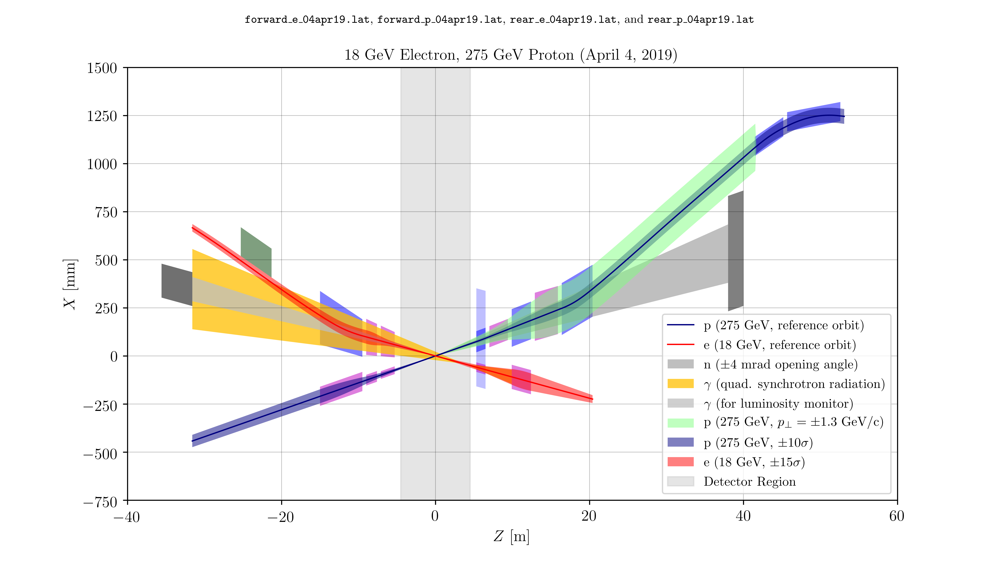 forward_e_04apr19.lat, forward_p_04apr19.lat, rear_e_04apr19.lat, and rear_p_04apr19.lat
18 GeV Electron, 275 GeV Proton (April 4, 2019)
1500
1250
1000
750
500
250
0
−250
−500
−750
X [mm]
−40
−20
0
20
40
60
Z [m]
p (275 GeV, reference orbit)
e (18 GeV, reference orbit)
n (±4 mrad opening angle)
γ (quad. synchrotron radiation)
γ (for luminosity monitor)
p (275 GeV, p⊥ = ±1.3 GeV/c)
p (275 GeV, ±10σ)
e (18 GeV, ±15σ)
Detector Region